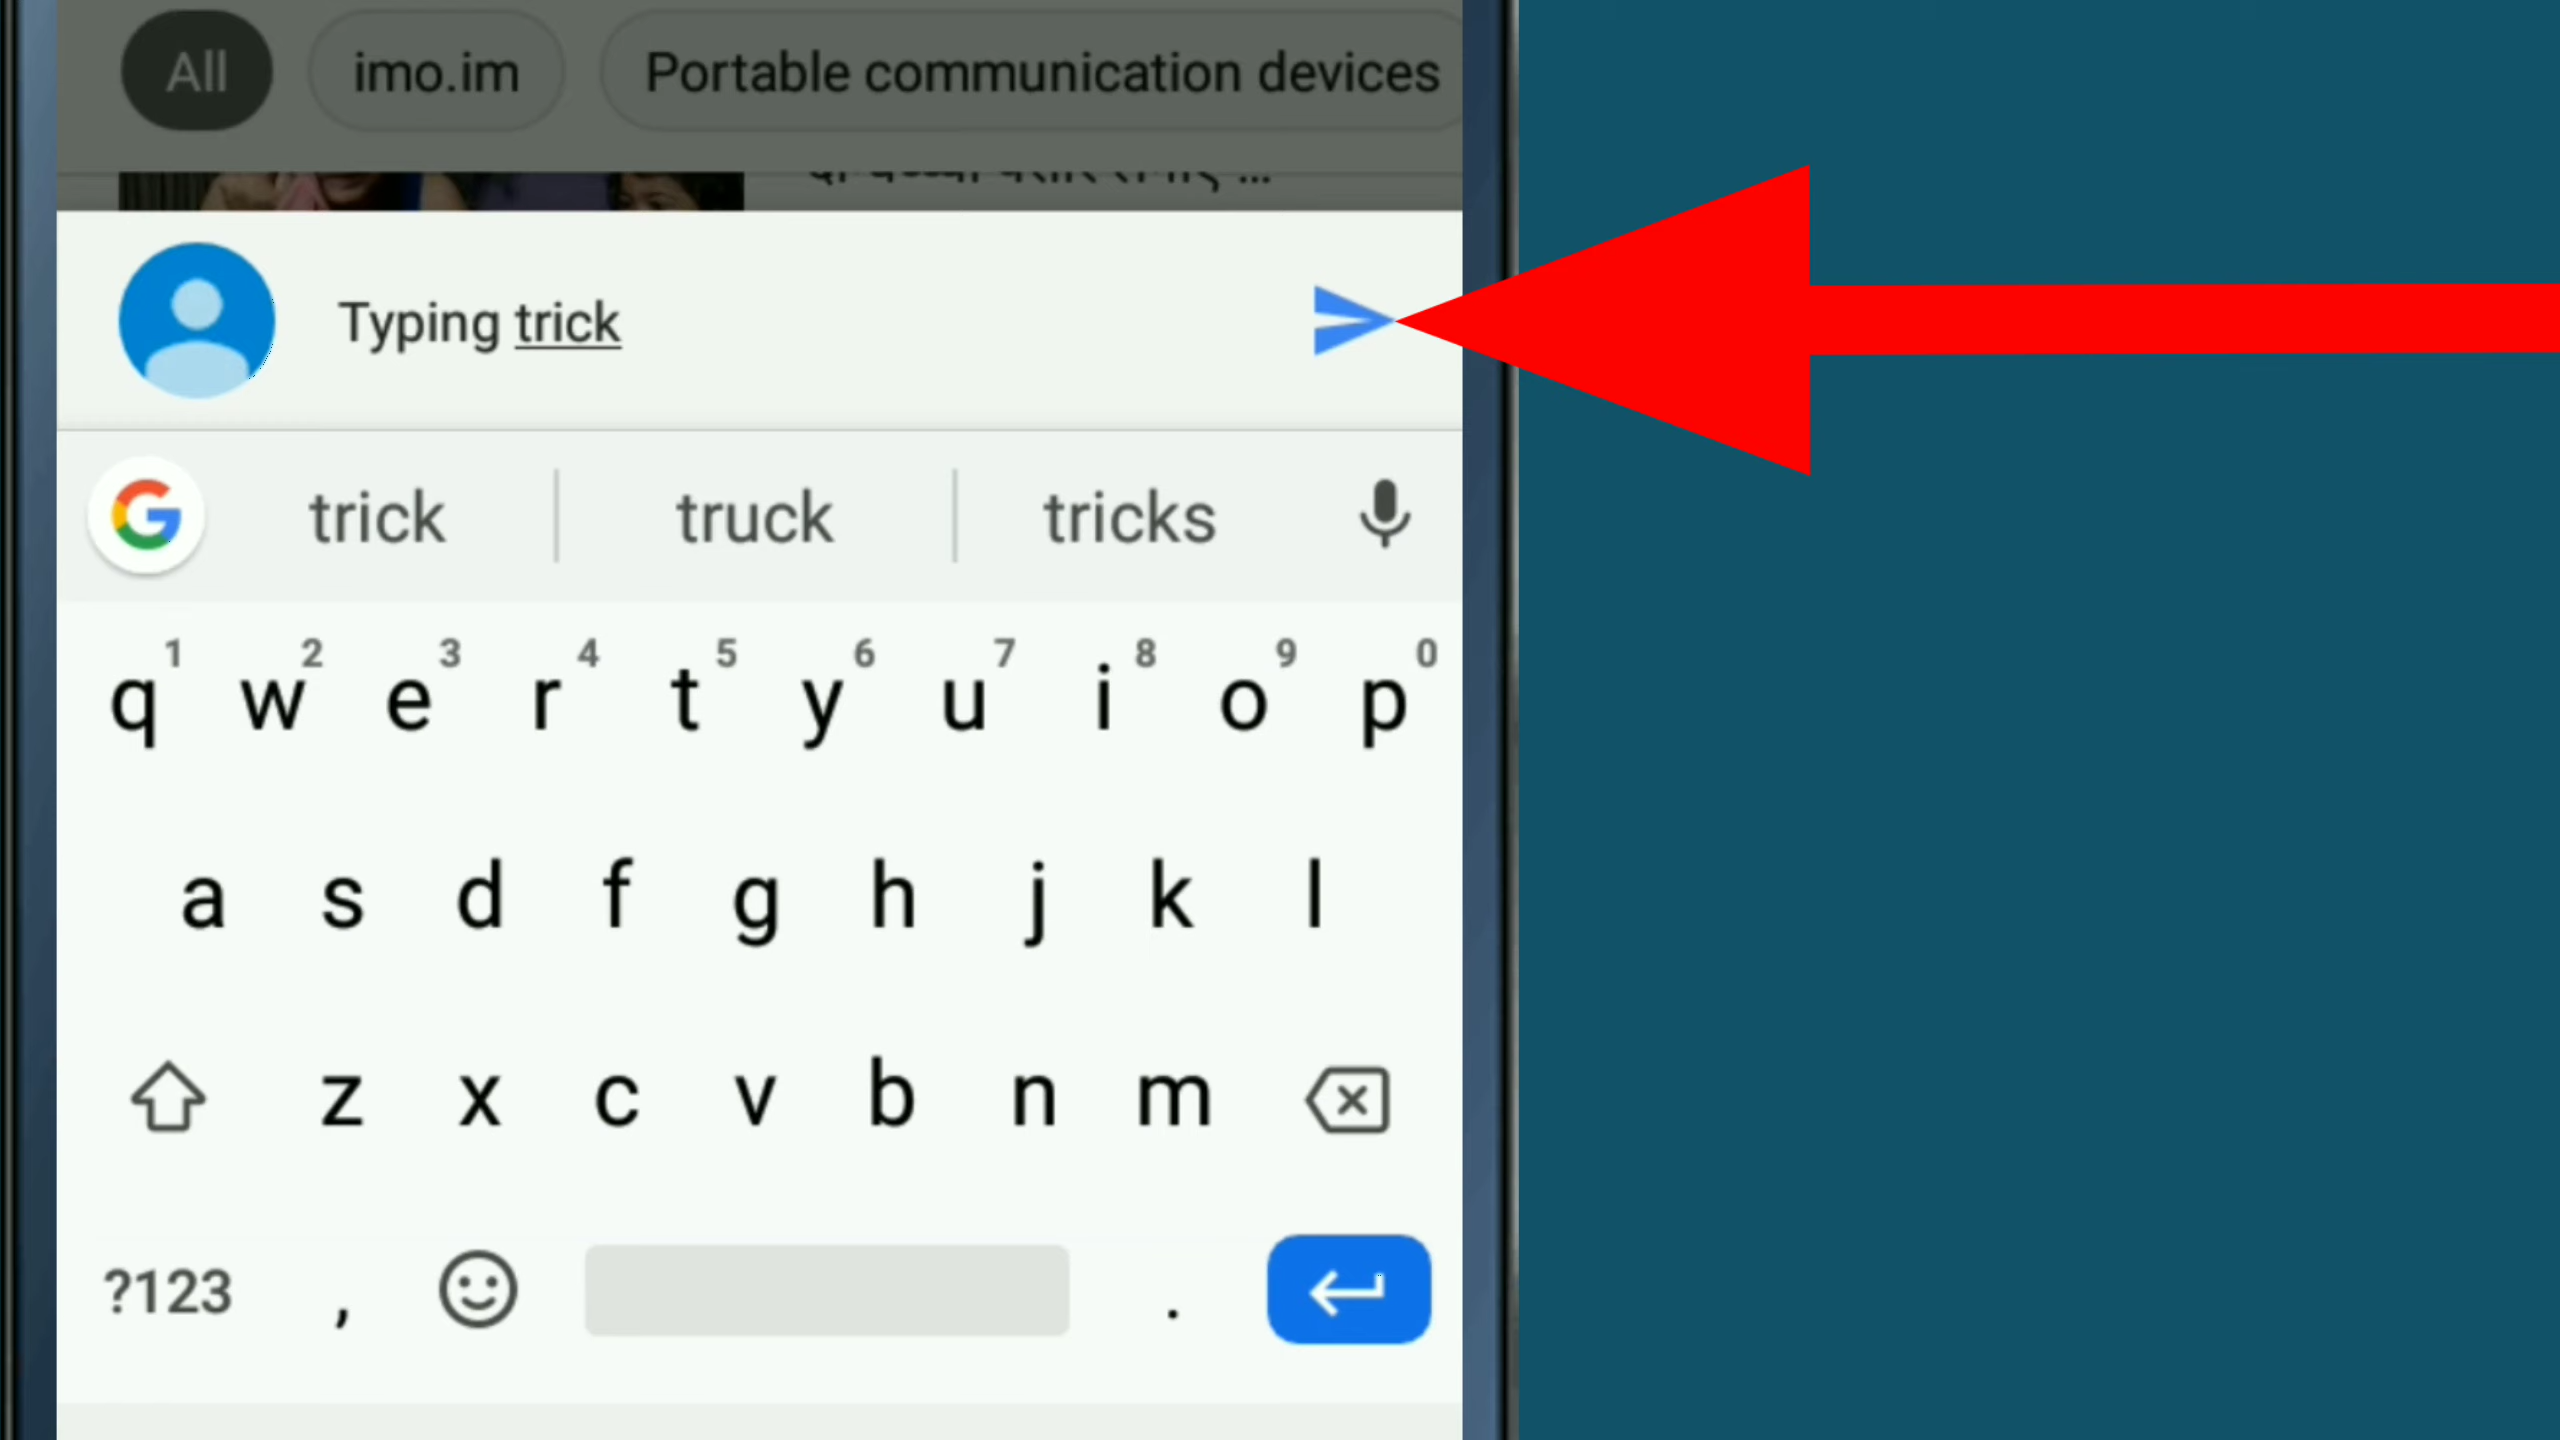 All imo.im Portable communication devices
Typing trick
trick truck tricks
1 2 3 4 5 6 7 8 9 0
q w e r t y u i o p
a s d f g h j k l
z x c v b n m
?123 , .